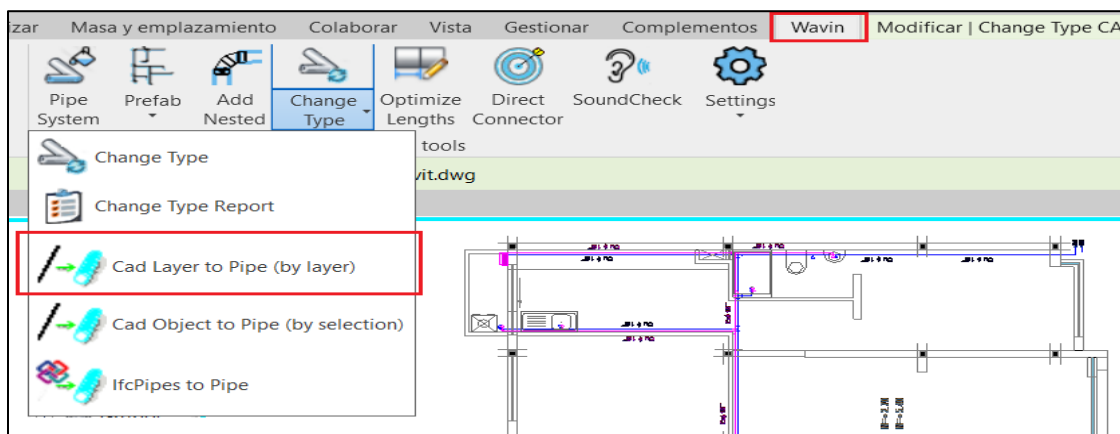 izar Masa y emplazamiento Colaborar Vista Gestionar Complementos Wavin Modificar | Change Type CA
Pipe Prefab Add Change Optimize Direct SoundCheck Settings
System Nested Type Lengths Connector
tools
Change Type
vit.dwg
Change Type Report
Cad Layer to Pipe (by layer)
Cad Object to Pipe (by selection)
IfcPipes to Pipe